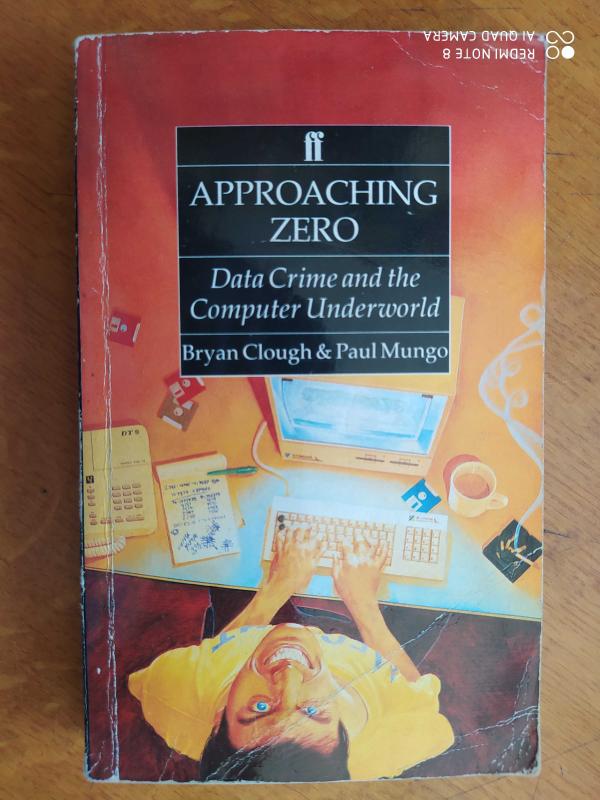 REDMI NOTE 8
AI QUAD CAMERA
ff
APPROACHING
ZERO
Data Crime and the
Computer Underworld
Bryan Clough & Paul Mungo